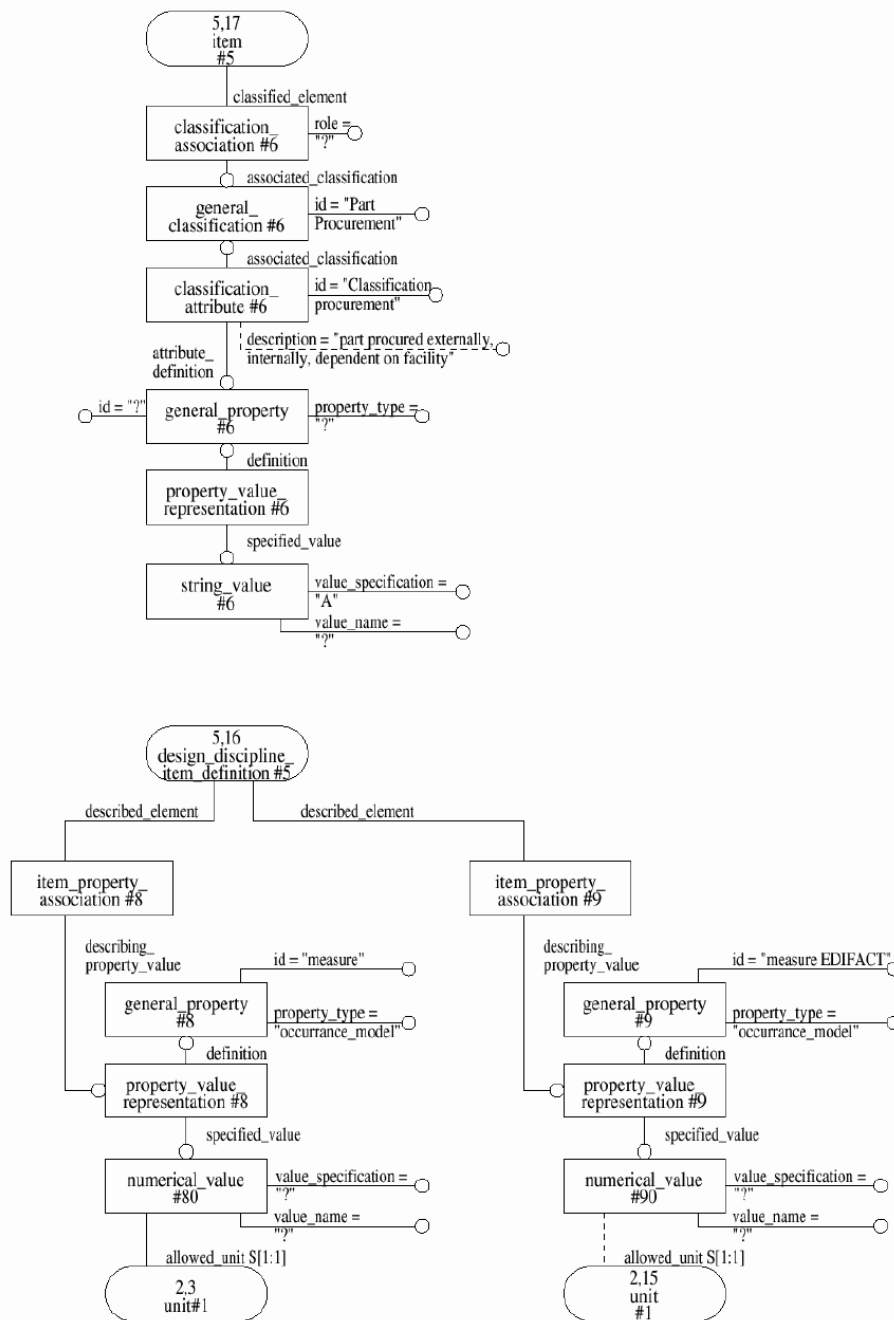 5,17
item
#5
classified_element
classification_
association #6
role =
"?"
associated_classification
general_
classification #6
id = "Part
Procurement"
associated_classification
classification_
attribute #6
id = "Classification
procurement"
description = "part procured externally,
internally, dependent on facility"
attribute_
definition
id = "?"
general_property
#6
property_type =
"?"
definition
property_value_
representation #6
specified_value
string_value
#6
value_specification =
"A"
value_name =
"?"
5,16
design_discipline_
item_definition #5
described_element
described_element
item_property_
association #8
item_property_
association #9
describing_
property_value
id = "measure"
general_property
#8
property_type =
"occurrance_model"
definition
property_value_
representation #8
specified_value
numerical_value
#80
value_specification =
"?"
value_name =
"?"
allowed_unit S[1:1]
2,3
unit#1
describing_
property_value
id = "measure EDIFACT"
general_property
#9
property_type =
"occurrance_model"
definition
property_value_
representation #9
specified_value
numerical_value
#90
value_specification =
"?"
value_name =
"?"
allowed_unit S[1:1]
2,15
unit
#1